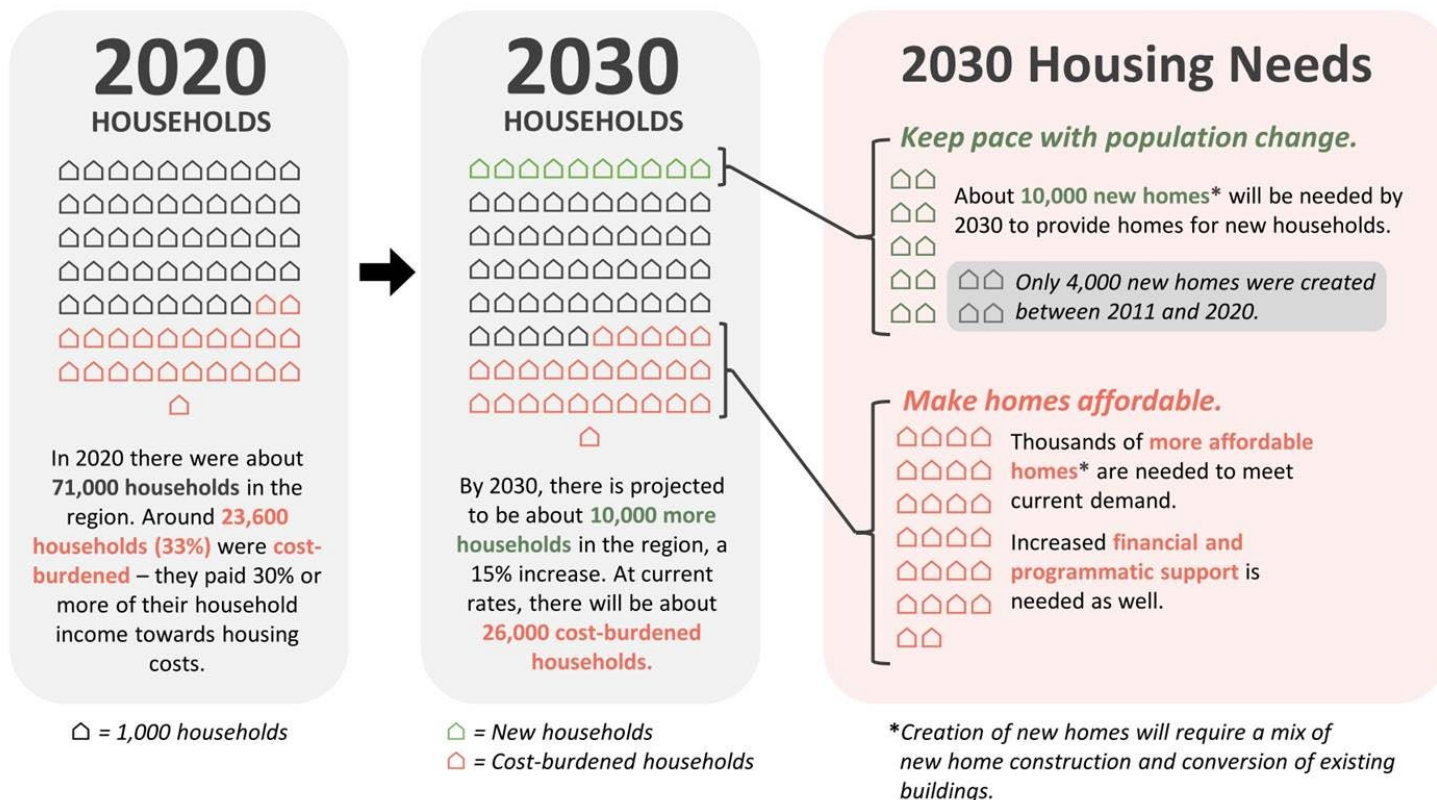 2020
HOUSEHOLDS
In 2020 there were about
71,000 households in the
region. Around 23,600
households (33%) were cost-
burdened – they paid 30% or
more of their household
income towards housing
costs.
= 1,000 households
2030
HOUSEHOLDS
By 2030, there is projected
to be about 10,000 more
households in the region, a
15% increase. At current
rates, there will be about
26,000 cost-burdened
households.
= New households
= Cost-burdened households
2030 Housing Needs
Keep pace with population change.
About 10,000 new homes* will be needed by
2030 to provide homes for new households.
Only 4,000 new homes were created
between 2011 and 2020.
Make homes affordable.
Thousands of more affordable
homes* are needed to meet
current demand.
Increased financial and
programmatic support is
needed as well.
*Creation of new homes will require a mix of
new home construction and conversion of existing
buildings.